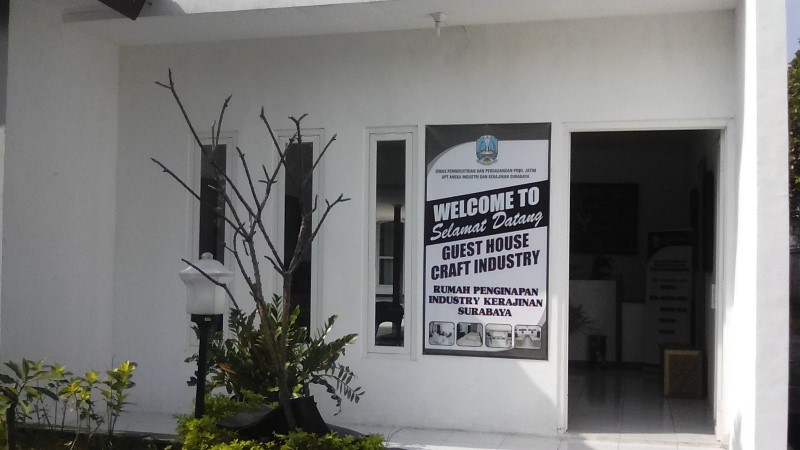 DINAS PERINDUSTRIAN DAN PERDAGANGAN PROV. JATIM
UPT ANEKA INDUSTRI DAN KERAJINAN SURABAYA
WELCOME TO
Selamat Datang
GUEST HOUSE
CRAFT INDUSTRY
RUMAH PENGINAPAN
INDUSTRY KERAJINAN
SURABAYA